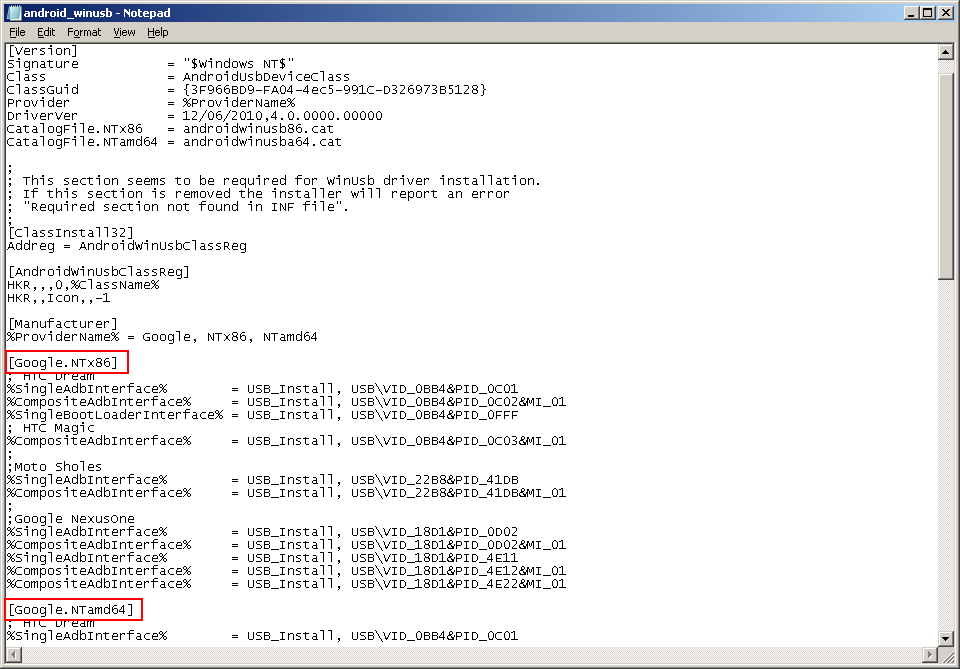 android_winusb - Notepad
File Edit Format View Help
[Version]
Signature = "$Windows NT$"
Class = AndroidUsbDeviceClass
ClassGuid = {3F966BD9-FA04-4ec5-991C-D326973B5128}
Provider = %ProviderName%
DriverVer = 12/06/2010,4.0.0000.00000
CatalogFile.NTx86 = androidwinusb86.cat
CatalogFile.NTamd64 = androidwinusba64.cat
;
; This section seems to be required for WinUsb driver installation.
; If this section is removed the installer will report an error
; "Required section not found in INF file".
;
[ClassInstall32]
Addreg = AndroidWinUsbClassReg
[AndroidWinUsbClassReg]
HKR,,,0,%ClassName%
HKR,,Icon,,-1
[Manufacturer]
%ProviderName% = Google, NTx86, NTamd64
[Google.NTx86]
; HTC Dream
%SingleAdbInterface% = USB_Install, USB\VID_0BB4&PID_0C01
%CompositeAdbInterface% = USB_Install, USB\VID_0BB4&PID_0C02&MI_01
%SingleBootLoaderInterface% = USB_Install, USB\VID_0BB4&PID_0FFF
; HTC Magic
%CompositeAdbInterface% = USB_Install, USB\VID_0BB4&PID_0C03&MI_01
;
;Moto Sholes
%SingleAdbInterface% = USB_Install, USB\VID_22B8&PID_41DB
%CompositeAdbInterface% = USB_Install, USB\VID_22B8&PID_41DB&MI_01
;
;Google NexusOne
%SingleAdbInterface% = USB_Install, USB\VID_18D1&PID_0D02
%CompositeAdbInterface% = USB_Install, USB\VID_18D1&PID_0D02&MI_01
%SingleAdbInterface% = USB_Install, USB\VID_18D1&PID_4E11
%CompositeAdbInterface% = USB_Install, USB\VID_18D1&PID_4E12&MI_01
%CompositeAdbInterface% = USB_Install, USB\VID_18D1&PID_4E22&MI_01
[Google.NTamd64]
; HTC Dream
%SingleAdbInterface% = USB_Install, USB\VID_0BB4&PID_0C01